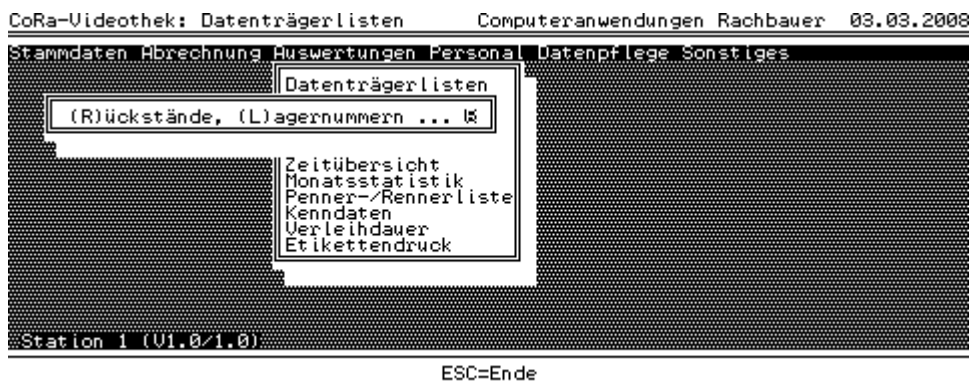 CoRa-Videothek: Datenträgerlisten Computeranwendungen Rachbauer 03.03.2008
Stammdaten Abrechnung Auswertungen Personal Datenpflege Sonstiges
Datenträgerlisten
(R)ückstände, (L)agernummern ...
Zeitübersicht
Monatsstatistik
Penner-/Rennerliste
Kenndaten
Verleihdauer
Etikettendruck
Station 1 (V1.0/1.0)
ESC=Ende